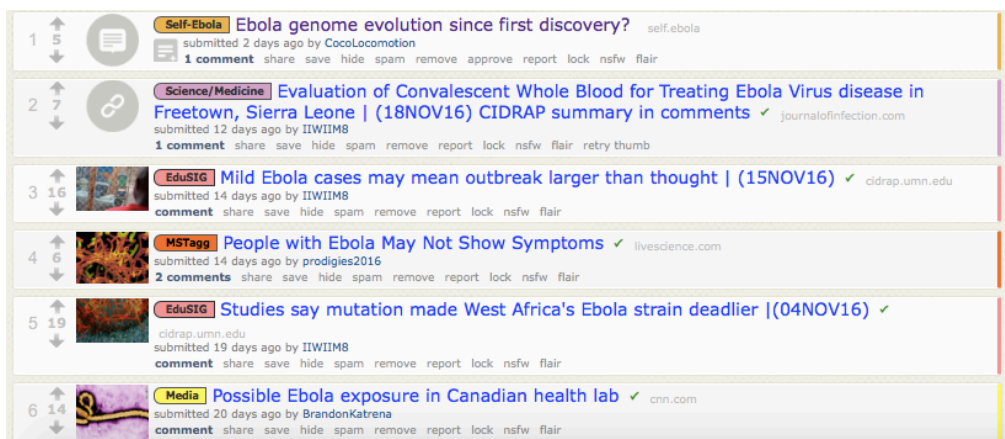 1 5 Self-Ebola Ebola genome evolution since first discovery? self.ebola
submitted 2 days ago by CocoLocomotion
1 comment share save hide spam remove approve report lock nsfw flair
2 7 Science/Medicine Evaluation of Convalescent Whole Blood for Treating Ebola Virus disease in
Freetown, Sierra Leone | (18NOV16) CIDRAP summary in comments ✔ journalofinfection.com
submitted 12 days ago by IIWIIM8
1 comment share save hide spam remove report lock nsfw flair retry thumb
3 16 EduSIG Mild Ebola cases may mean outbreak larger than thought | (15NOV16) ✔ cidrap.umn.edu
submitted 14 days ago by IIWIIM8
comment share save hide spam remove report lock nsfw flair
4 6 MSTagg People with Ebola May Not Show Symptoms ✔ livescience.com
submitted 14 days ago by prodigies2016
2 comments share save hide spam remove report lock nsfw flair
5 19 EduSIG Studies say mutation made West Africa's Ebola strain deadlier |(04NOV16) ✔
cidrap.umn.edu
submitted 19 days ago by IIWIIM8
comment share save hide spam remove report lock nsfw flair
6 14 Media Possible Ebola exposure in Canadian health lab ✔ cnn.com
submitted 20 days ago by BrandonKatrena
comment share save hide spam remove report lock nsfw flair